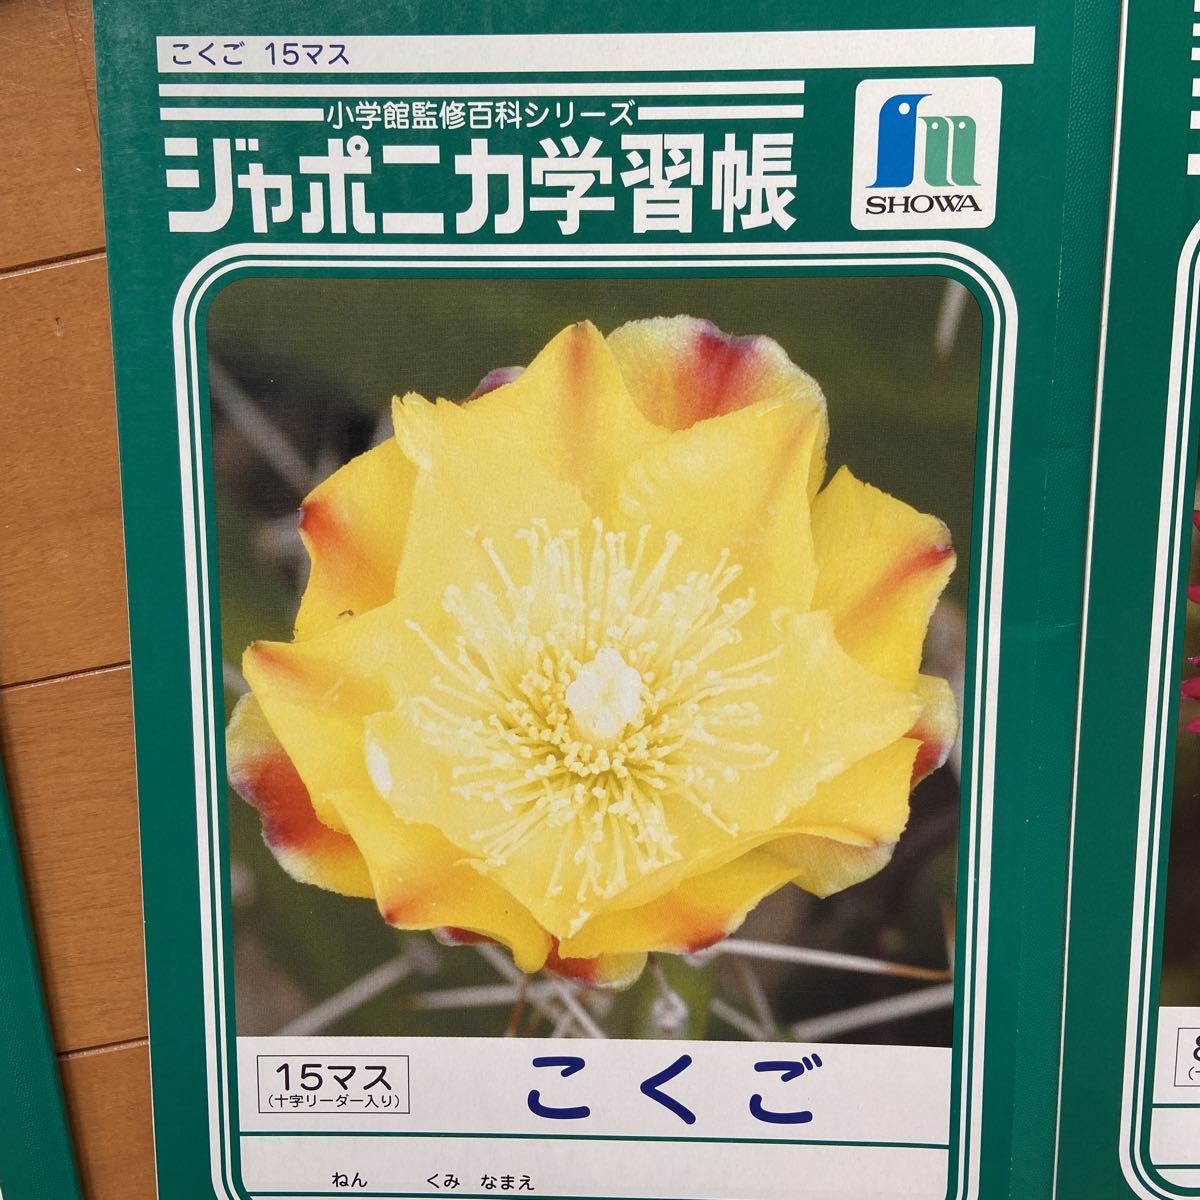 こくご 15マス
小学館監修百科シリーズ
ジャポニカ学習帳
SHOWA
15マス
(十字リーダー入り)
こくご
ねん くみ なまえ